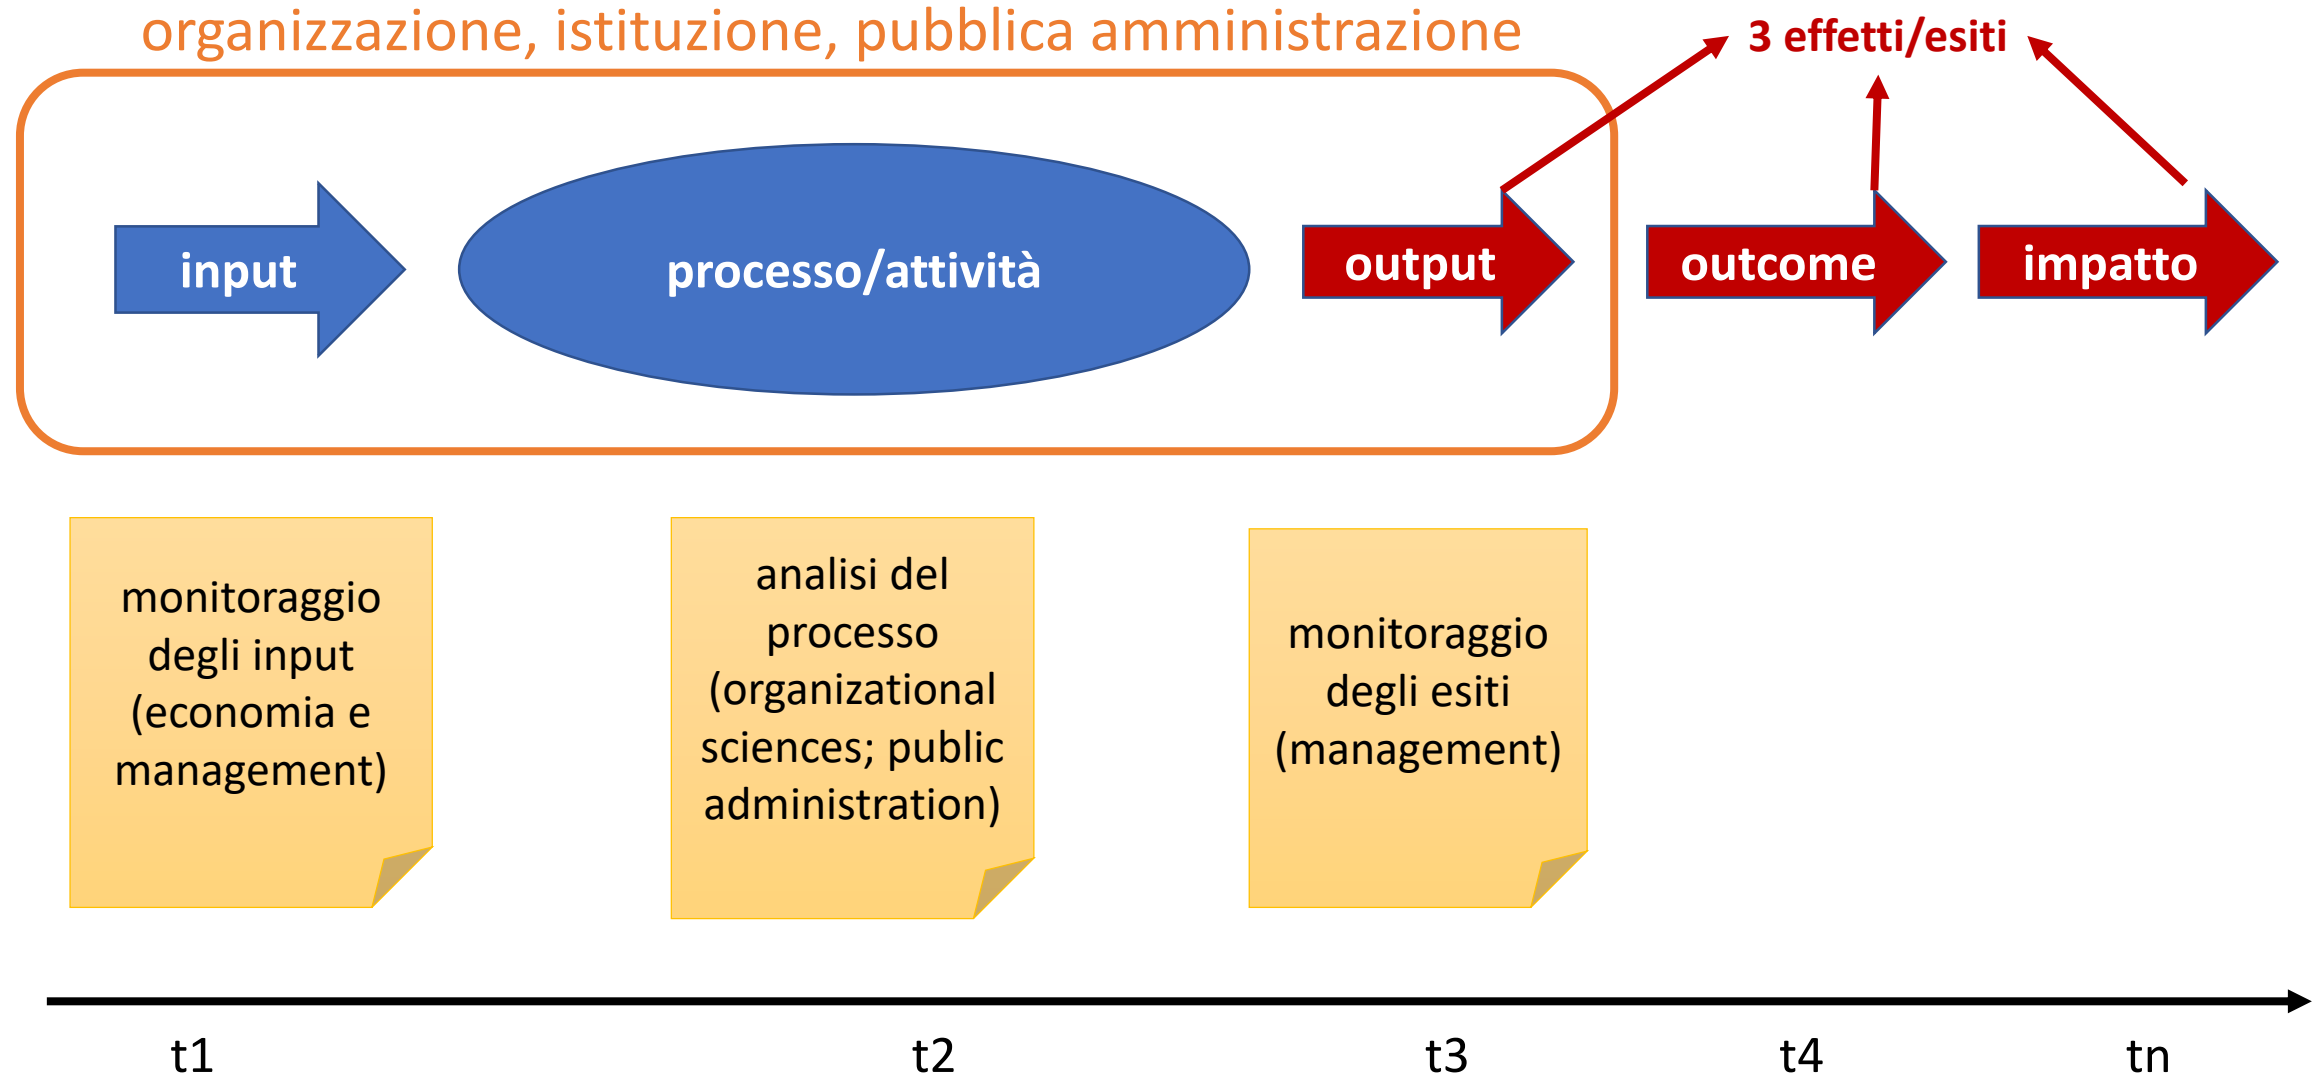 organizzazione, istituzione, pubblica amministrazione
3 effetti/esiti
input
processo/attività
output
outcome
impatto
monitoraggio
degli input
(economia e
management)
analisi del
processo
(organizational
sciences; public
administration)
monitoraggio
degli esiti
(management)
t1
t2
t3
t4
tn